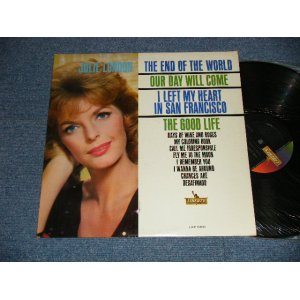 JULIE LONDON
THE END OF THE WORLD
OUR DAY WILL COME
I LEFT MY HEART
IN SAN FRANCISCO
THE GOOD LIFE
DAYS OF WINE AND ROSES
MY COLORING BOOK
CALL ME IRRESPONSIBLE
FLY ME TO THE MOON
I REMEMBER YOU
I WANNA BE AROUND
CHANCES ARE
DESAFINADO
LIBERTY